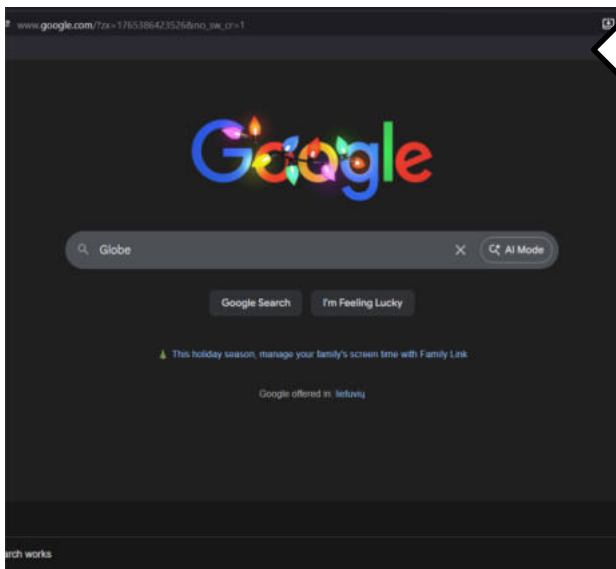 www.google.com/?zx=1765386423526&no_sw_cr=1
Google
Globe
AI Mode
Google Search
I'm Feeling Lucky
This holiday season, manage your family's screen time with Family Link
Google offered in: lietuvių
arch works